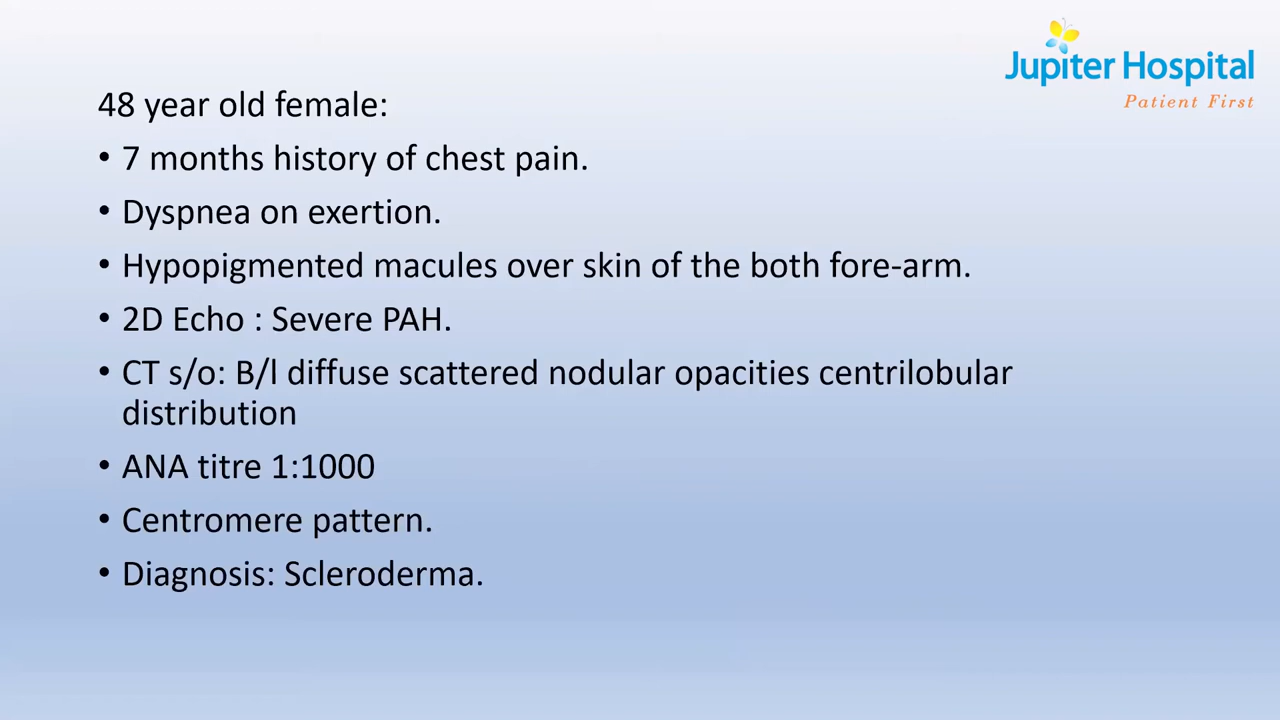 Jupiter Hospital
Patient First
48 year old female:
• 7 months history of chest pain.
• Dyspnea on exertion.
• Hypopigmented macules over skin of the both fore-arm.
• 2D Echo : Severe PAH.
• CT s/o: B/l diffuse scattered nodular opacities centrilobular
distribution
• ANA titre 1:1000
• Centromere pattern.
• Diagnosis: Scleroderma.